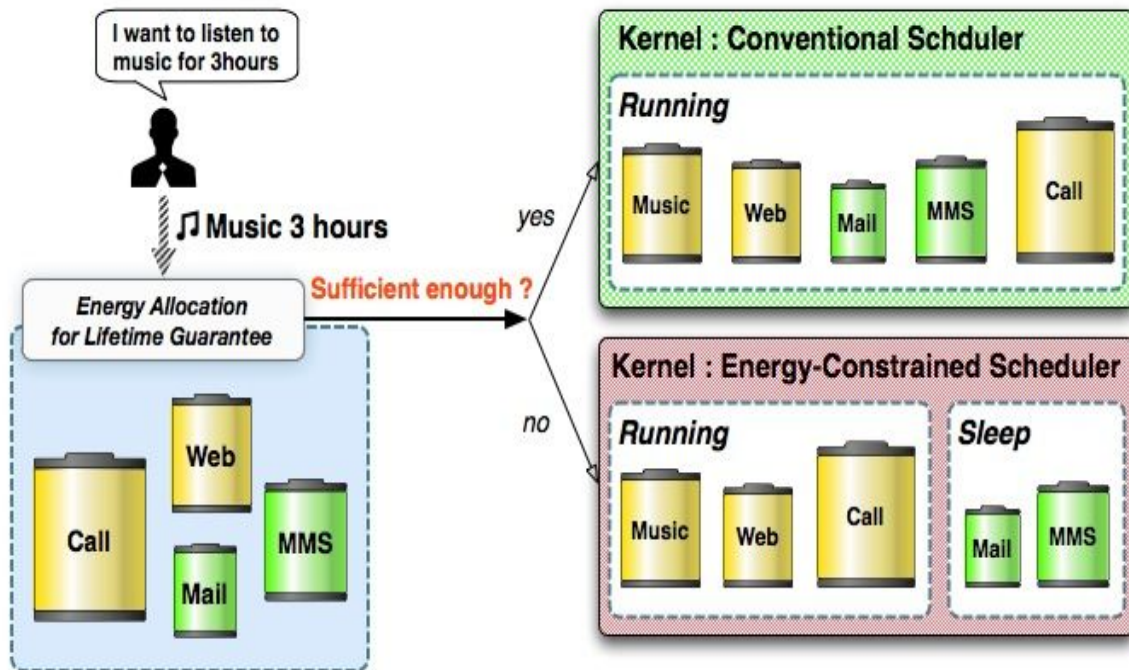 I want to listen to
music for 3hours
♫ Music 3 hours
Energy Allocation
for Lifetime Guarantee
Call
Web
Mail
MMS
Sufficient enough ?
yes
no
Kernel : Conventional Schduler
Running
Music
Web
Mail
MMS
Call
Kernel : Energy-Constrained Scheduler
Running
Music
Web
Call
Sleep
Mail
MMS